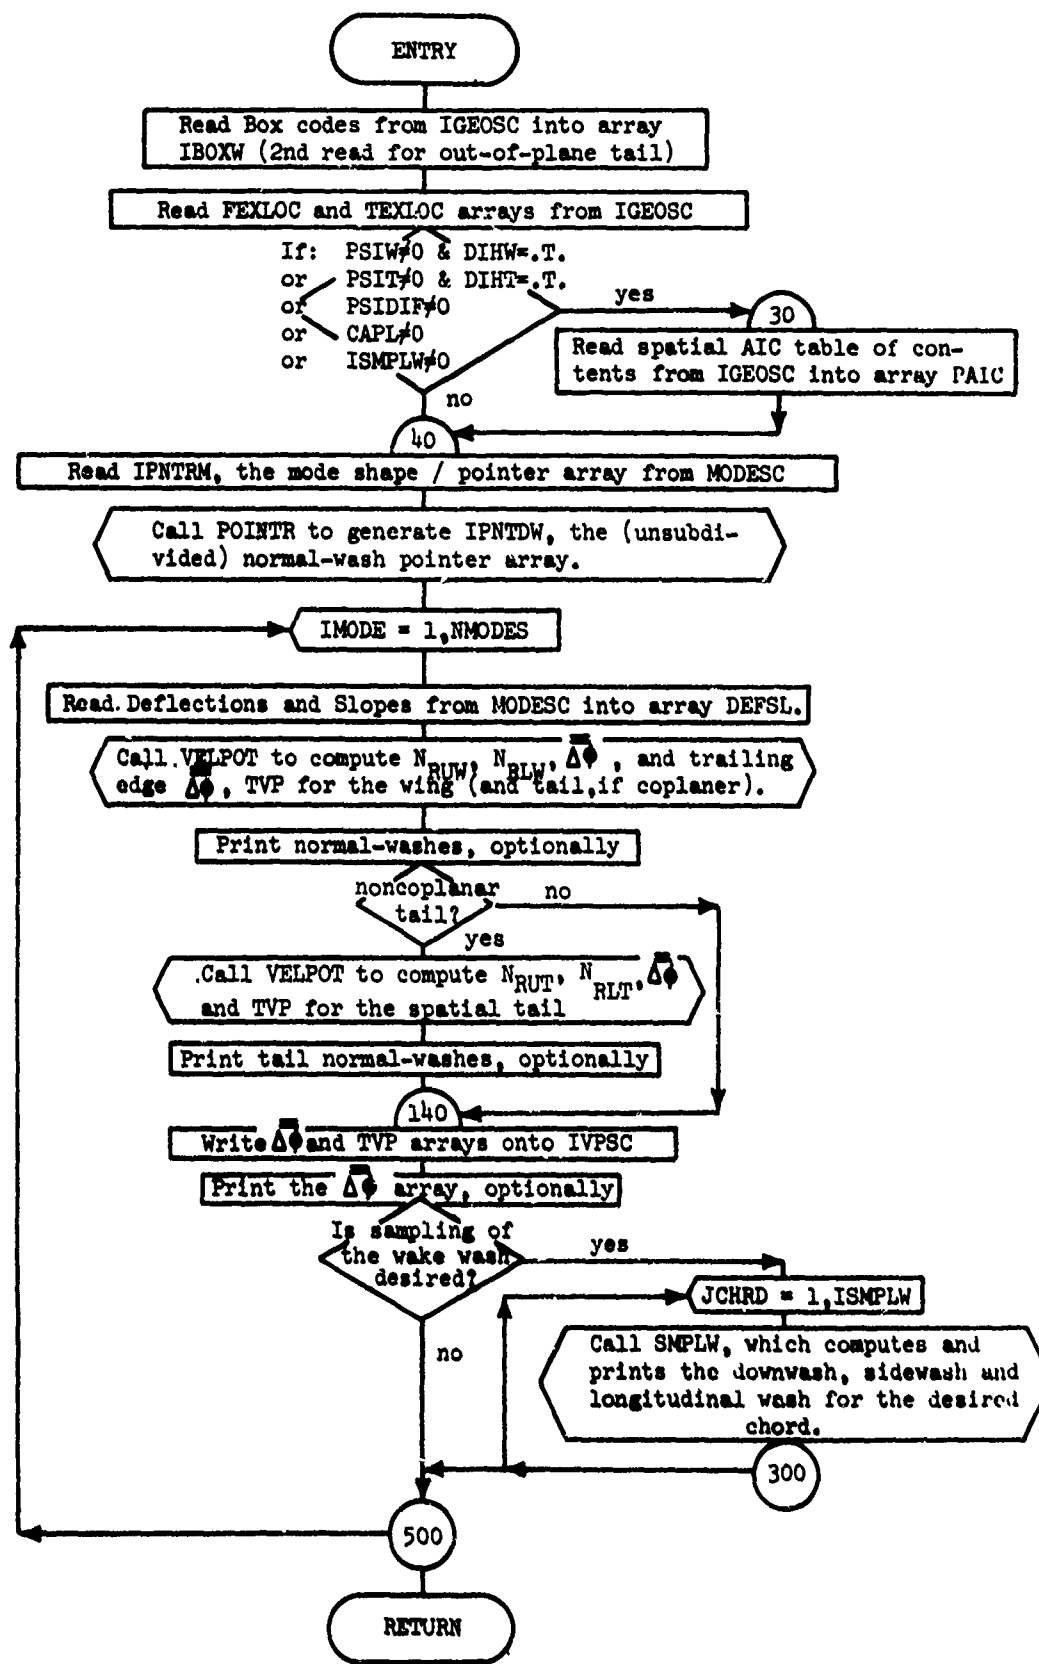 ENTRY
Read Box codes from IGEOSC into array
IBOXW (2nd read for out-of-plane tail)
Read FEXLOC and TEXLOC arrays from IGEOSC
If: PSIW≠0 & DIHW=.T.
or PSIT≠0 & DIHT=.T.
or PSIDIF≠0
or CAPL≠0
or ISMPLW≠0
yes
30
Read spatial AIC table of con-
tents from IGEOSC into array PAIC
no
40
Read IPNTRM, the mode shape / pointer array from MODESC
Call POINTR to generate IPNTDW, the (unsubdi-
vided) normal-wash pointer array.
IMODE = 1,NMODES
Read Deflections and Slopes from MODESC into array DEFSL.
Call VELPOT to compute N_RUW, N_RLW, Δφ̄, and trailing
edge Δφ̄, TVP for the wing (and tail,if coplaner).
Print normal-washes, optionally
noncoplanar
tail?
no
yes
Call VELPOT to compute N_RUT, N_RLT, Δφ̄
and TVP for the spatial tail
Print tail normal-washes, optionally
140
Write Δφ̄ and TVP arrays onto IVPSC
Print the Δφ̄ array, optionally
Is sampling of
the wake wash
desired?
yes
no
JCHRD = 1,ISMPLW
Call SMPLW, which computes and
prints the downwash, sidewash and
longitudinal wash for the desired
chord.
300
500
RETURN